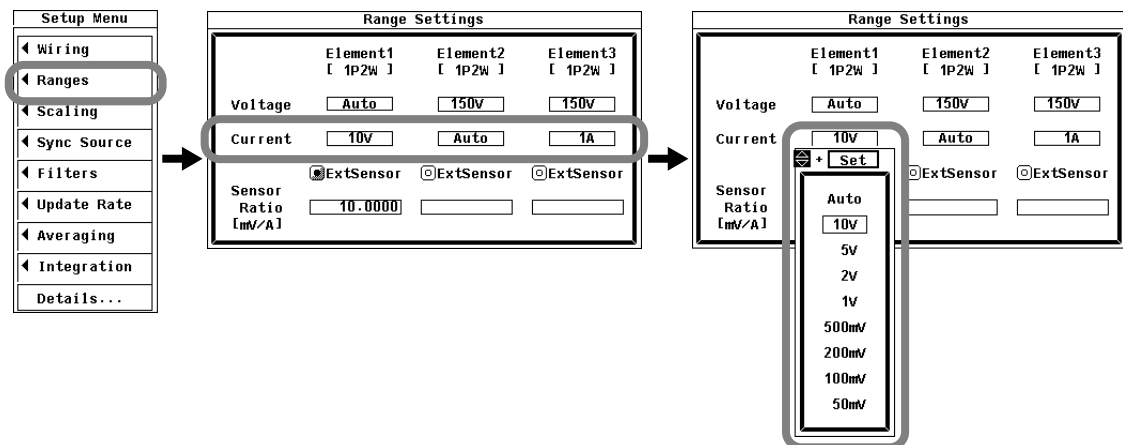 Setup Menu
Wiring
Ranges
Scaling
Sync Source
Filters
Update Rate
Averaging
Integration
Details...
Range Settings
Element1 Element2 Element3
[ 1P2W ] [ 1P2W ] [ 1P2W ]
Voltage Auto 150V 150V
Current 10V Auto 1A
ExtSensor ExtSensor ExtSensor
Sensor
Ratio 10.0000
[mV/A]
Range Settings
Element1 Element2 Element3
[ 1P2W ] [ 1P2W ] [ 1P2W ]
Voltage Auto 150V 150V
Current 10V Auto 1A
+ Set
ExtSensor ExtSensor
Sensor
Ratio
[mV/A]
Auto
10V
5V
2V
1V
500mV
200mV
100mV
50mV